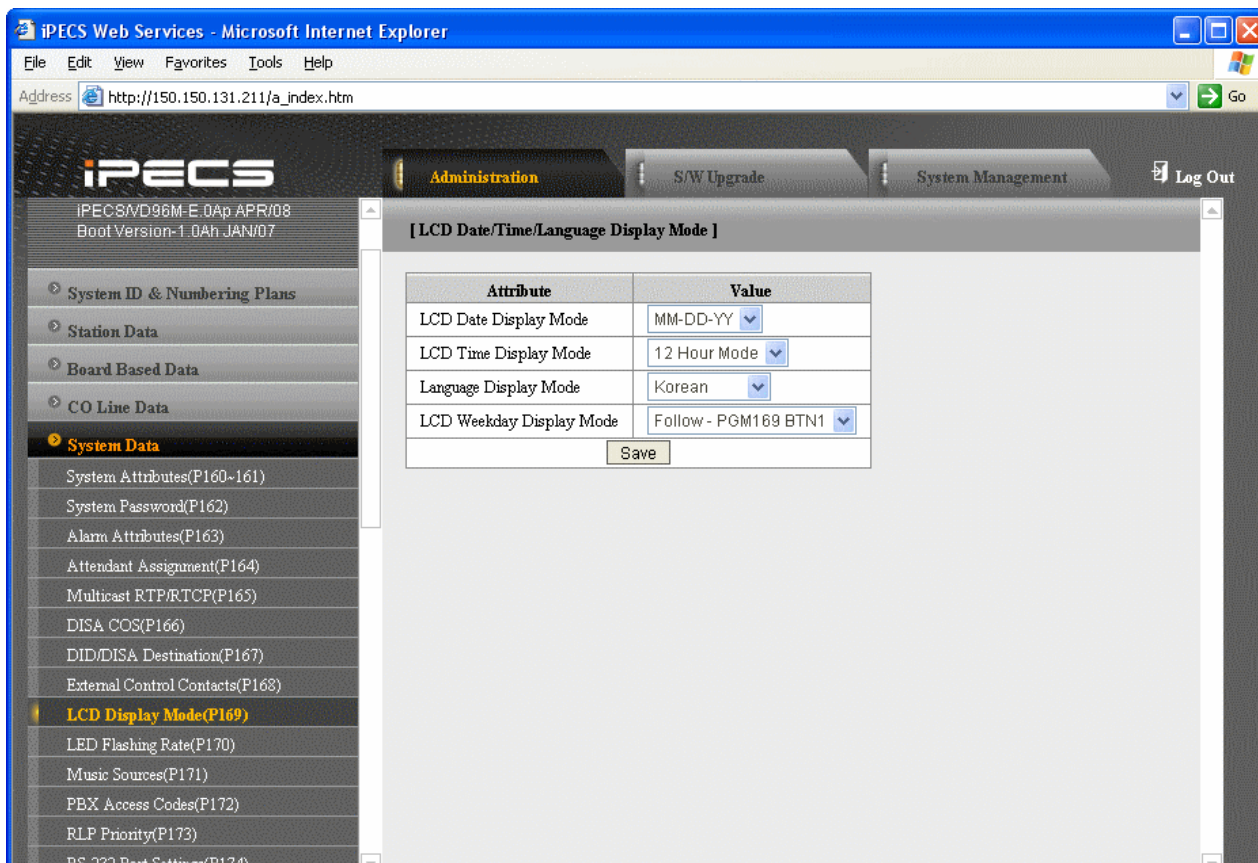 iPECS Web Services - Microsoft Internet Explorer
File Edit View Favorites Tools Help
Address http://150.150.131.211/a_index.htm Go
iPECS
Administration S/W Upgrade System Management Log Out
iPECS/VD96M-E.0Ap APR/08
Boot Version-1.0Ah JAN/07
System ID & Numbering Plans
Station Data
Board Based Data
CO Line Data
System Data
System Attributes(P160~161)
System Password(P162)
Alarm Attributes(P163)
Attendant Assignment(P164)
Multicast RTP/RTCP(P165)
DISA COS(P166)
DID/DISA Destination(P167)
External Control Contacts(P168)
LCD Display Mode(P169)
LED Flashing Rate(P170)
Music Sources(P171)
PBX Access Codes(P172)
RLP Priority(P173)
RS-232 Port Settings(P174)
[ LCD Date/Time/Language Display Mode ]
Attribute Value
LCD Date Display Mode MM-DD-YY
LCD Time Display Mode 12 Hour Mode
Language Display Mode Korean
LCD Weekday Display Mode Follow - PGM169 BTN1
Save